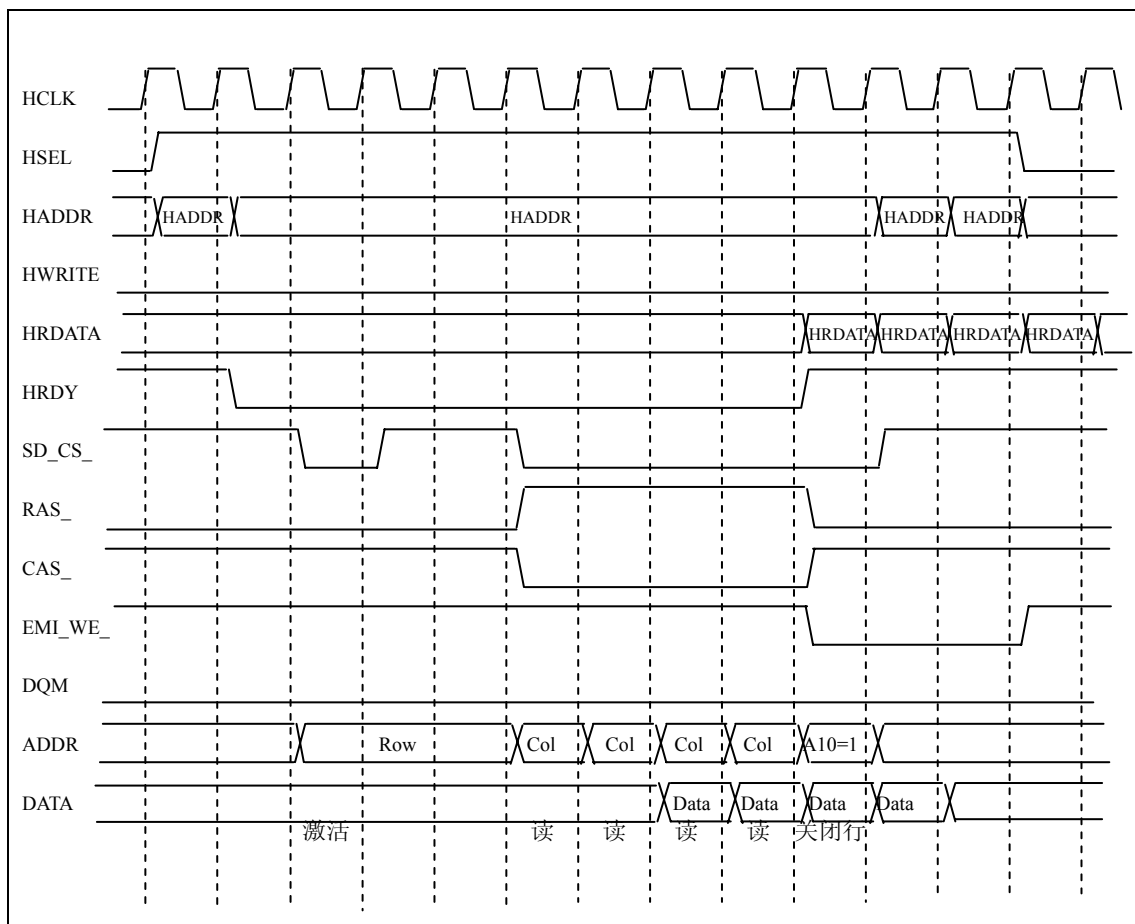 HCLK
HSEL
HADDR HADDR HADDR HADDR HADDR
HWRITE
HRDATA HRDATA HRDATA HRDATA HRDATA
HRDY
SD_CS_
RAS_
CAS_
EMI_WE_
DQM
ADDR Row Col Col Col Col A10=1
DATA Data Data Data Data
激活 读 读 读 读 关闭行